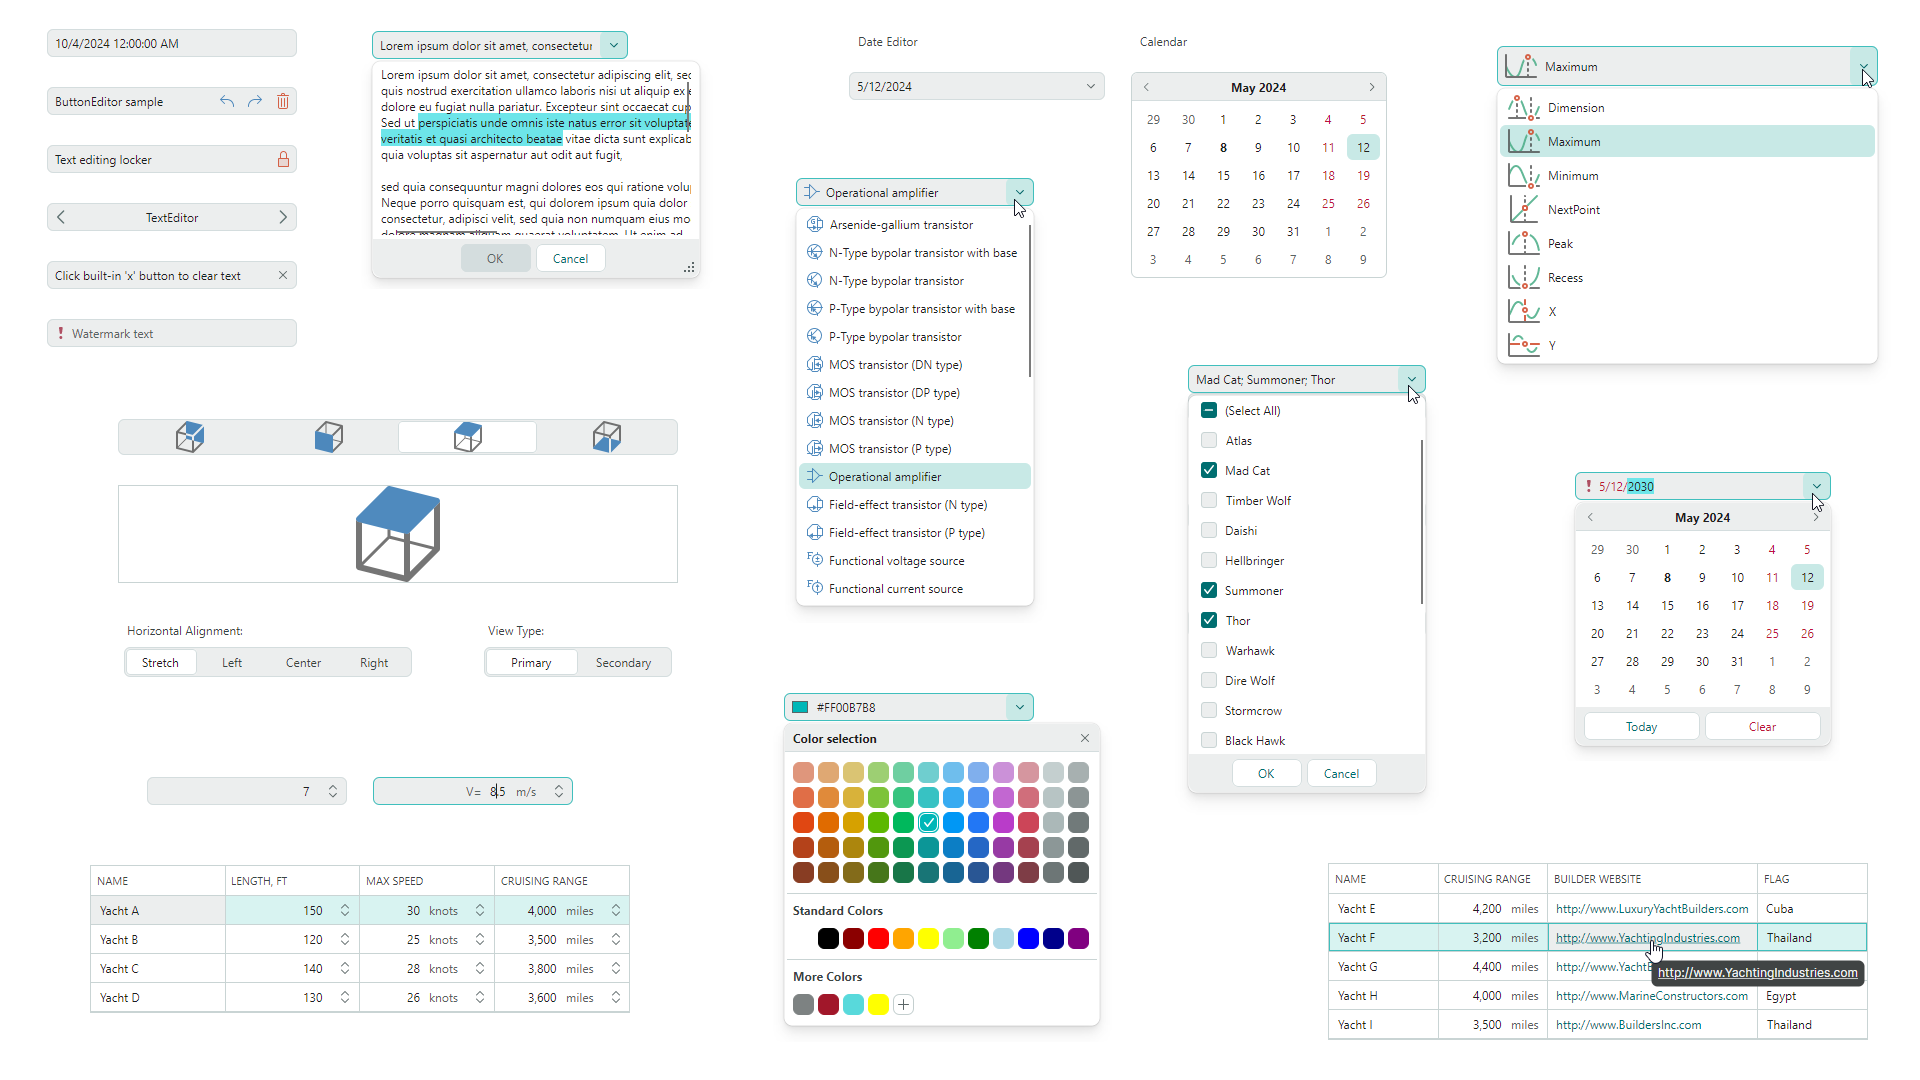 10/4/2024 12:00:00 AM
ButtonEditor sample
Text editing locker
TextEditor
Click built-in 'x' button to clear text
! Watermark text
Lorem ipsum dolor sit amet, consectetur
Lorem ipsum dolor sit amet, consectetur adipiscing elit, sec
quis nostrud exercitation ullamco laboris nisi ut aliquip ex e
dolore eu fugiat nulla pariatur. Excepteur sint occaecat cup
Sed ut perspiciatis unde omnis iste natus error sit voluptate
veritatis et quasi architecto beatae vitae dicta sunt explicab
quia voluptas sit aspernatur aut odit aut fugit,
sed quia consequuntur magni dolores eos qui ratione volup
Neque porro quisquam est, qui dolorem ipsum quia dolor
consectetur, adipisci velit, sed quia non numquam eius mo
dolore magnam aliquam quaerat voluptatem. Ut enim ad
OK Cancel
Horizontal Alignment:
Stretch Left Center Right
View Type:
Primary Secondary
7
V= 8.5 m/s
NAME LENGTH, FT MAX SPEED CRUISING RANGE
Yacht A 150 30 knots 4,000 miles
Yacht B 120 25 knots 3,500 miles
Yacht C 140 28 knots 3,800 miles
Yacht D 130 26 knots 3,600 miles
Date Editor
5/12/2024
Operational amplifier
Arsenide-gallium transistor
N-Type bypolar transistor with base
N-Type bypolar transistor
P-Type bypolar transistor with base
P-Type bypolar transistor
MOS transistor (DN type)
MOS transistor (DP type)
MOS transistor (N type)
MOS transistor (P type)
Operational amplifier
Field-effect transistor (N type)
Field-effect transistor (P type)
Functional voltage source
Functional current source
#FF00B7B8
Color selection
Standard Colors
More Colors
Calendar
May 2024
29 30 1 2 3 4 5
6 7 8 9 10 11 12
13 14 15 16 17 18 19
20 21 22 23 24 25 26
27 28 29 30 31 1 2
3 4 5 6 7 8 9
Mad Cat; Summoner; Thor
(Select All)
Atlas
Mad Cat
Timber Wolf
Daishi
Hellbringer
Summoner
Thor
Warhawk
Dire Wolf
Stormcrow
Black Hawk
OK Cancel
Maximum
Dimension
Maximum
Minimum
NextPoint
Peak
Recess
X
Y
! 5/12/2030
May 2024
29 30 1 2 3 4 5
6 7 8 9 10 11 12
13 14 15 16 17 18 19
20 21 22 23 24 25 26
27 28 29 30 31 1 2
3 4 5 6 7 8 9
Today Clear
NAME CRUISING RANGE BUILDER WEBSITE FLAG
Yacht E 4,200 miles http://www.LuxuryYachtBuilders.com Cuba
Yacht F 3,200 miles http://www.YachtingIndustries.com Thailand
Yacht G 4,400 miles http://www.YachtB
http://www.YachtingIndustries.com
Yacht H 4,000 miles http://www.MarineConstructors.com Egypt
Yacht I 3,500 miles http://www.BuildersInc.com Thailand